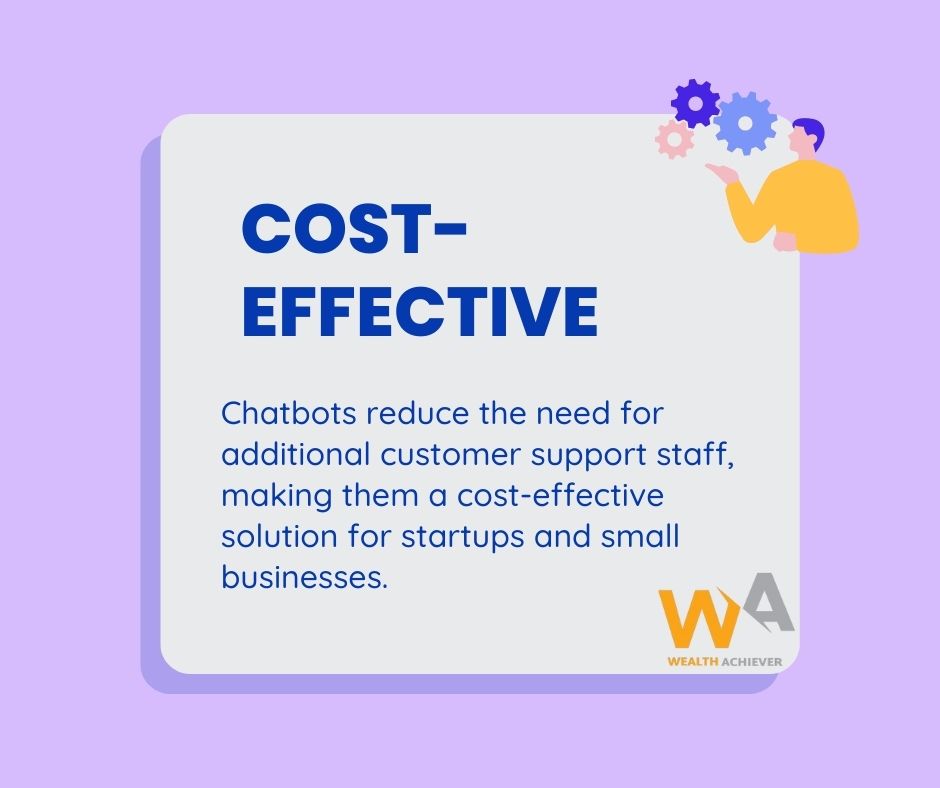 COST-
EFFECTIVE
Chatbots reduce the need for
additional customer support staff,
making them a cost-effective
solution for startups and small
businesses.
WA
WEALTH ACHIEVER